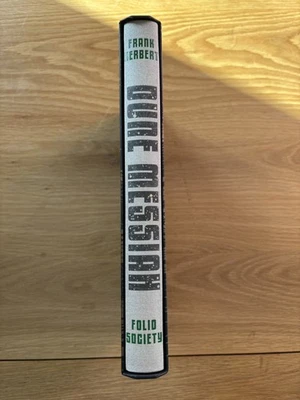 FRANK
HERBERT
DUNE MESSIAH
FOLIO
SOCIETY